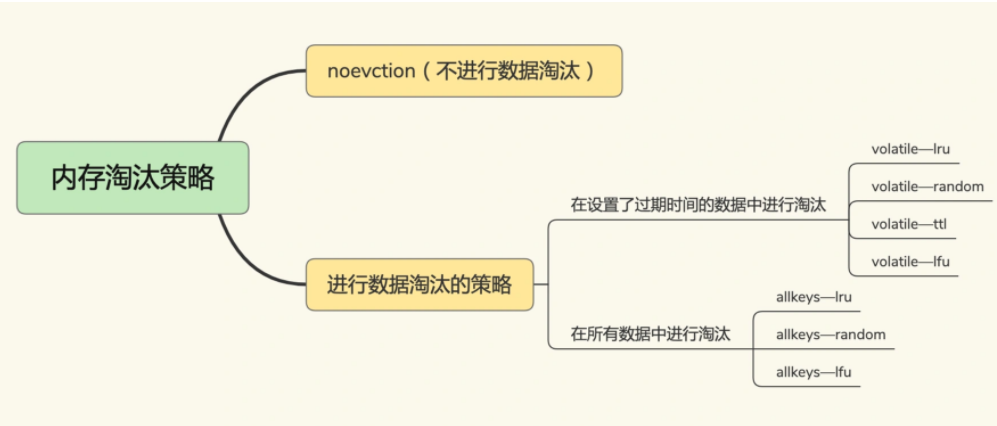 noevction（不进行数据淘汰）
内存淘汰策略
进行数据淘汰的策略
在设置了过期时间的数据中进行淘汰
volatile—lru
volatile—random
volatile—ttl
volatile—lfu
在所有数据中进行淘汰
allkeys—lru
allkeys—random
allkeys—lfu